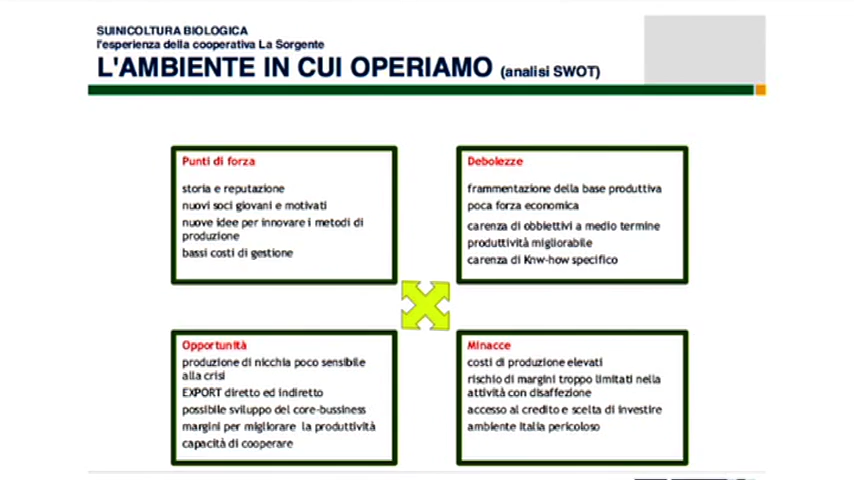 SUINICOLTURA BIOLOGICA
l'esperienza della cooperativa La Sorgente
L'AMBIENTE IN CUI OPERIAMO (analisi SWOT)
Punti di forza
storia e reputazione
nuovi soci giovani e motivati
nuove idee per innovare i metodi di
produzione
bassi costi di gestione
Debolezze
frammentazione della base produttiva
poca forza economica
carenza di obbiettivi a medio termine
produttività migliorabile
carenza di Knw-how specifico
Opportunità
produzione di nicchia poco sensibile
alla crisi
EXPORT diretto ed indiretto
possibile sviluppo del core-bussiness
margini per migliorare la produttività
capacità di cooperare
Minacce
costi di produzione elevati
rischio di margini troppo limitati nella
attività con disaffezione
accesso al credito e scelta di investire
ambiente Italia pericoloso